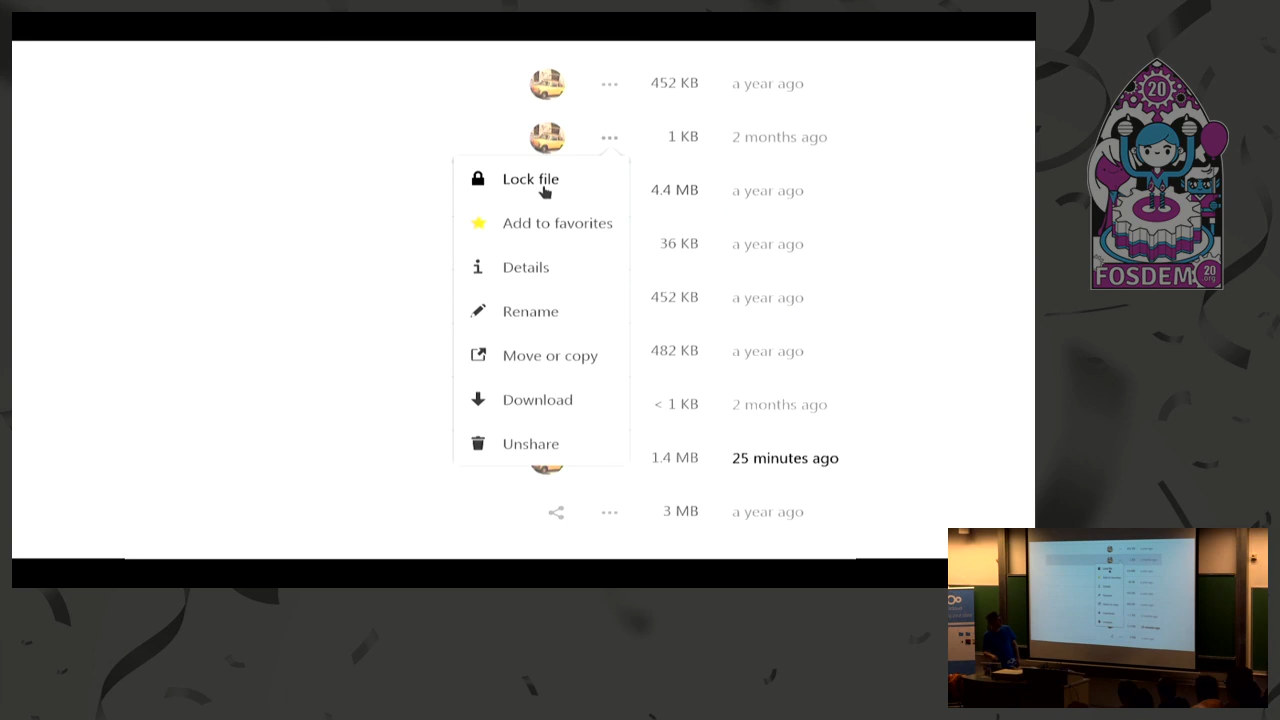 ••• 452 KB a year ago
••• 1 KB 2 months ago
Lock file
4.4 MB a year ago
Add to favorites
36 KB a year ago
Details
452 KB a year ago
Rename
482 KB a year ago
Move or copy
Download
< 1 KB 2 months ago
Unshare
1.4 MB 25 minutes ago
••• 3 MB a year ago
20
FOSDEM 20
.org